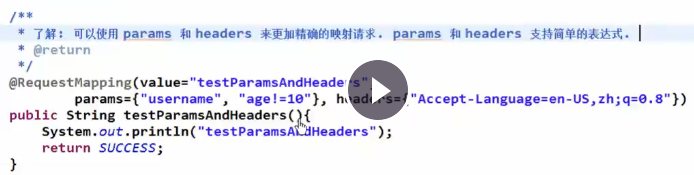 /**
 * 了解: 可以使用 params 和 headers 来更加精确的映射请求. params 和 headers 支持简单的表达式.
 * @return
 */
@RequestMapping(value="testParamsAndHeaders"
params={"username", "age!=10"}, headers={"Accept-Language=en-US,zh;q=0.8"})
public String testParamsAndHeaders(){
System.out.println("testParamsAndHeaders");
return SUCCESS;
}